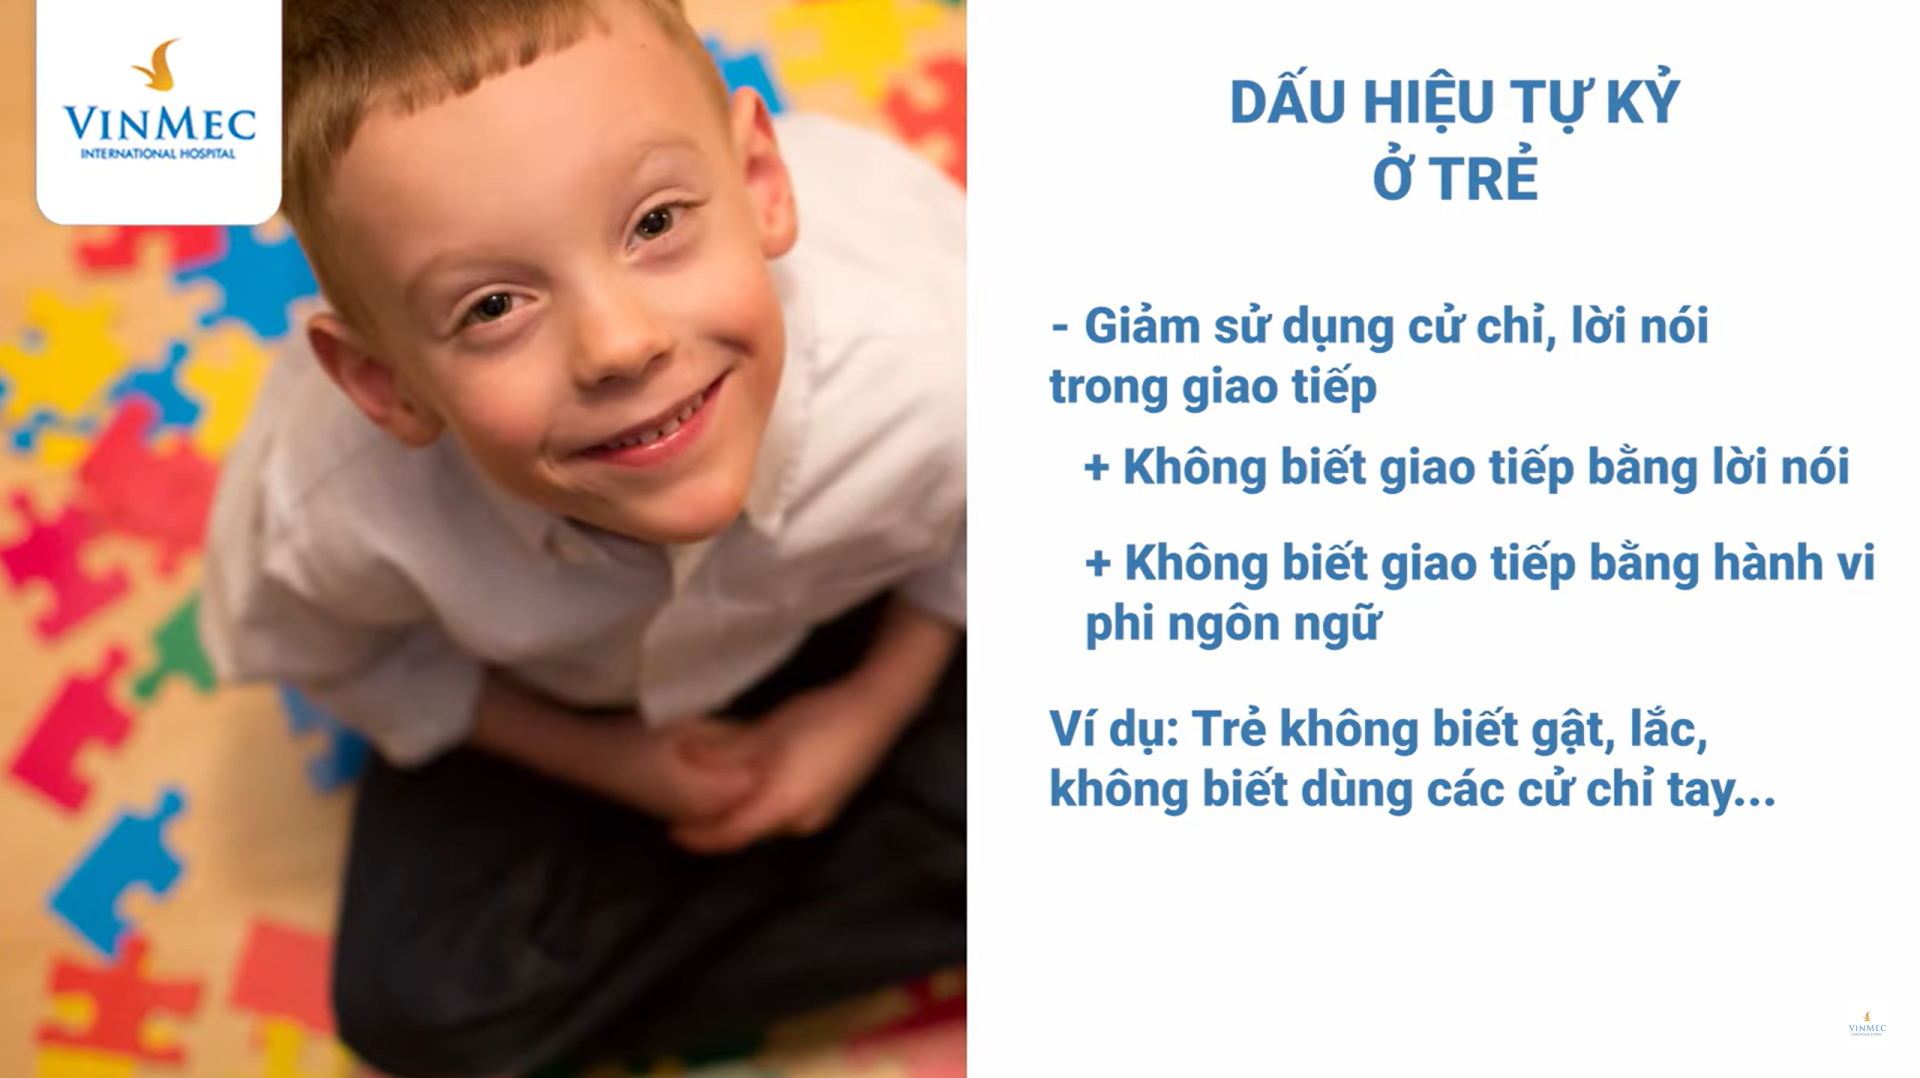 VINMEC
INTERNATIONAL HOSPITAL
DẤU HIỆU TỰ KỶ
Ở TRẺ
- Giảm sử dụng cử chỉ, lời nói
trong giao tiếp
+ Không biết giao tiếp bằng lời nói
+ Không biết giao tiếp bằng hành vi
phi ngôn ngữ
Ví dụ: Trẻ không biết gật, lắc,
không biết dùng các cử chỉ tay...
VINMEC